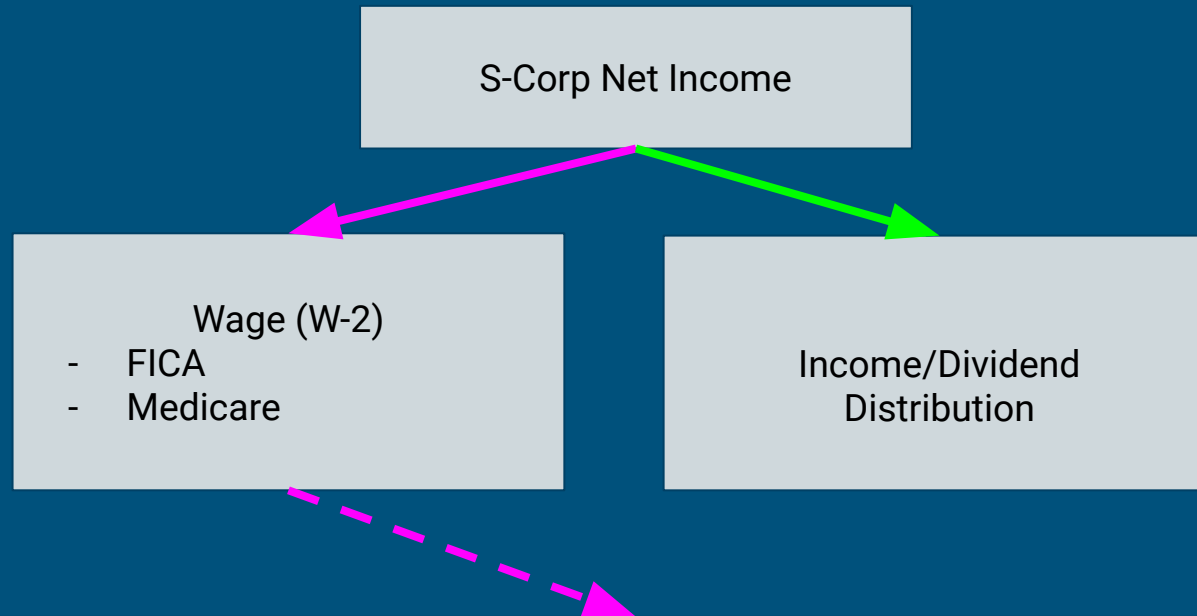 S-Corp Net Income
Wage (W-2)
- FICA
- Medicare
Income/Dividend
Distribution